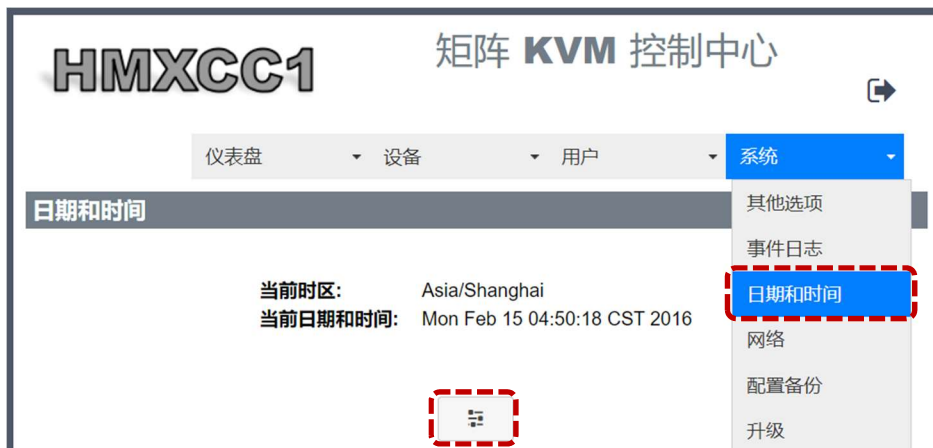 HMXCC1
矩阵 KVM 控制中心
仪表盘 设备 用户 系统
日期和时间
其他选项
事件日志
日期和时间
网络
配置备份
升级
当前时区: Asia/Shanghai
当前日期和时间: Mon Feb 15 04:50:18 CST 2016